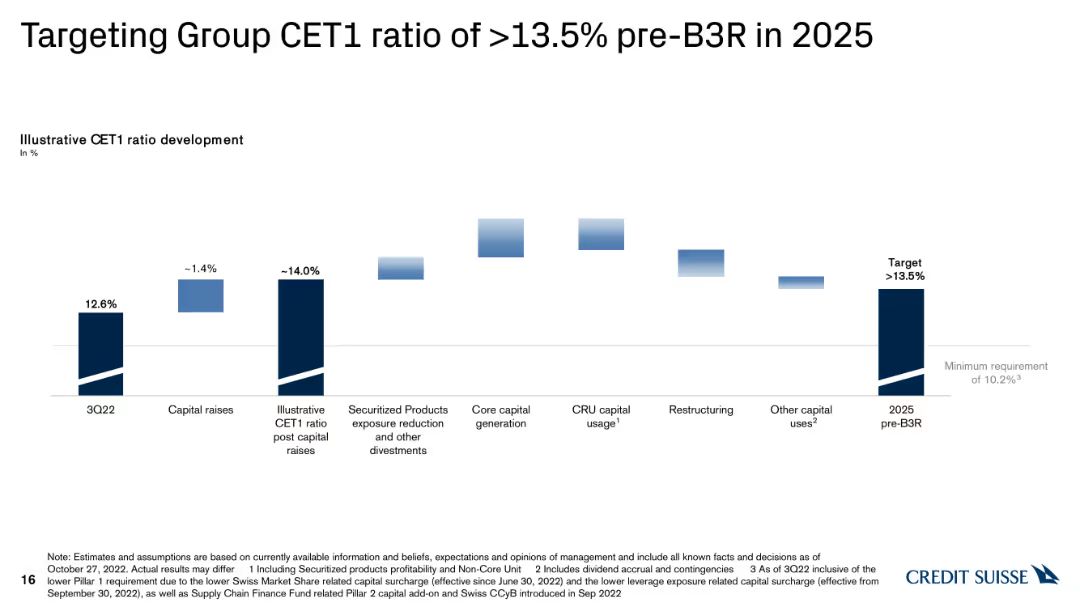 Targeting Group CET1 ratio of >13.5% pre-B3R in 2025
Illustrative CET1 ratio development
In %
12.6%
~1.4%
~14.0%
Target
>13.5%
Minimum requirement
of 10.2%³
3Q22
Capital raises
Illustrative
CET1 ratio
post capital
raises
Securitized Products
exposure reduction
and other
divestments
Core capital
generation
CRU capital
usage¹
Restructuring
Other capital
uses²
2025
pre-B3R
Note: Estimates and assumptions are based on currently available information and beliefs, expectations and opinions of management and include all known facts and decisions as of
October 27, 2022. Actual results may differ 1 Including Securitized products profitability and Non-Core Unit 2 Includes dividend accrual and contingencies 3 As of 3Q22 inclusive of the
lower Pillar 1 requirement due to the lower Swiss Market Share related capital surcharge (effective since June 30, 2022) and the lower leverage exposure related capital surcharge (effective from
September 30, 2022), as well as Supply Chain Finance Fund related Pillar 2 capital add-on and Swiss CCyB introduced in Sep 2022
16
CREDIT SUISSE